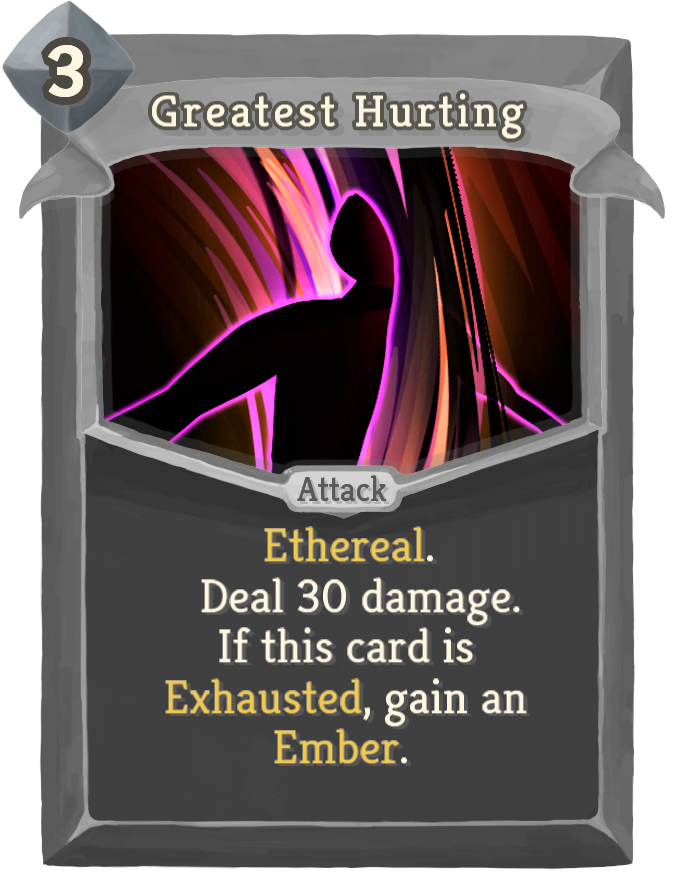 3
Greatest Hurting
Attack
Ethereal.
Deal 30 damage.
If this card is
Exhausted, gain an
Ember.